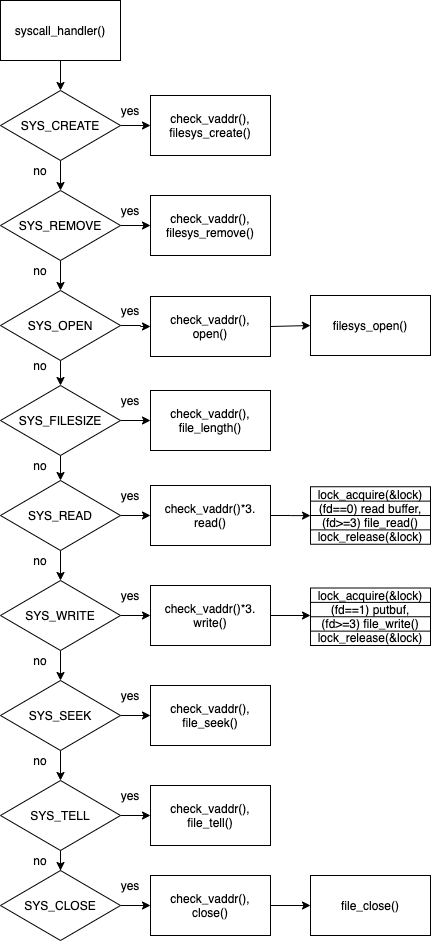 syscall_handler()
yes
SYS_CREATE
check_vaddr(),
filesys_create()
no
yes
SYS_REMOVE
check_vaddr(),
filesys_remove()
no
yes
SYS_OPEN
check_vaddr(),
open()
filesys_open()
no
yes
SYS_FILESIZE
check_vaddr(),
file_length()
no
yes
SYS_READ
check_vaddr()*3.
read()
lock_acquire(&lock)
(fd==0) read buffer,
(fd>=3) file_read()
lock_release(&lock)
no
yes
SYS_WRITE
check_vaddr()*3.
write()
lock_acquire(&lock)
(fd==1) putbuf,
(fd>=3) file_write()
lock_release(&lock)
no
yes
SYS_SEEK
check_vaddr(),
file_seek()
no
yes
SYS_TELL
check_vaddr(),
file_tell()
no
yes
SYS_CLOSE
check_vaddr(),
close()
file_close()